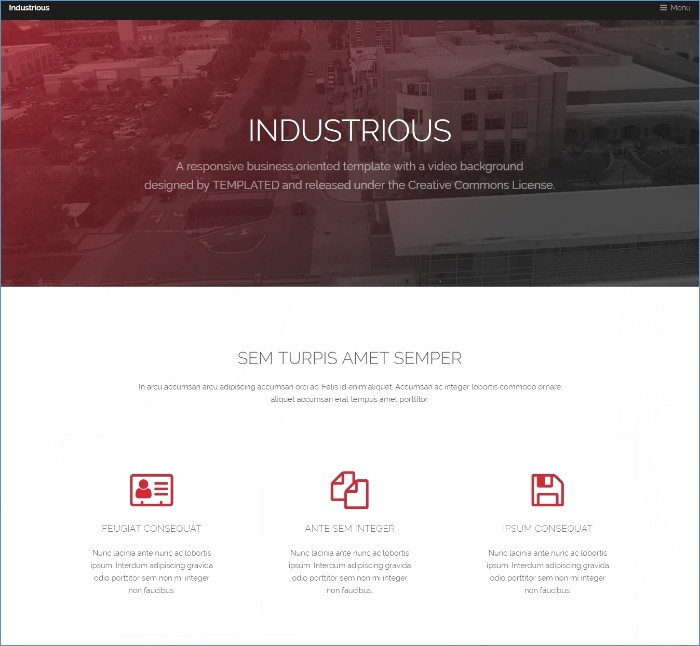 Industrious
Menu
INDUSTRIOUS
A responsive business oriented template with a video background
designed by TEMPLATED and released under the Creative Commons License.
SEM TURPIS AMET SEMPER
In arcu accumsan arcu adipiscing accumsan orci ac. Felis id enim aliquet. Accumsan ac integer lobortis commodo ornare
aliquet accumsan erat tempus amet porttitor.
FEUGIAT CONSEQUAT
ANTE SEM INTEGER
IPSUM CONSEQUAT
Nunc lacinia ante nunc ac lobortis
ipsum. Interdum adipiscing gravida
odio porttitor sem non mi integer
non faucibus.
Nunc lacinia ante nunc ac lobortis
ipsum. Interdum adipiscing gravida
odio porttitor sem non mi integer
non faucibus.
Nunc lacinia ante nunc ac lobortis
ipsum. Interdum adipiscing gravida
odio porttitor sem non mi integer
non faucibus.